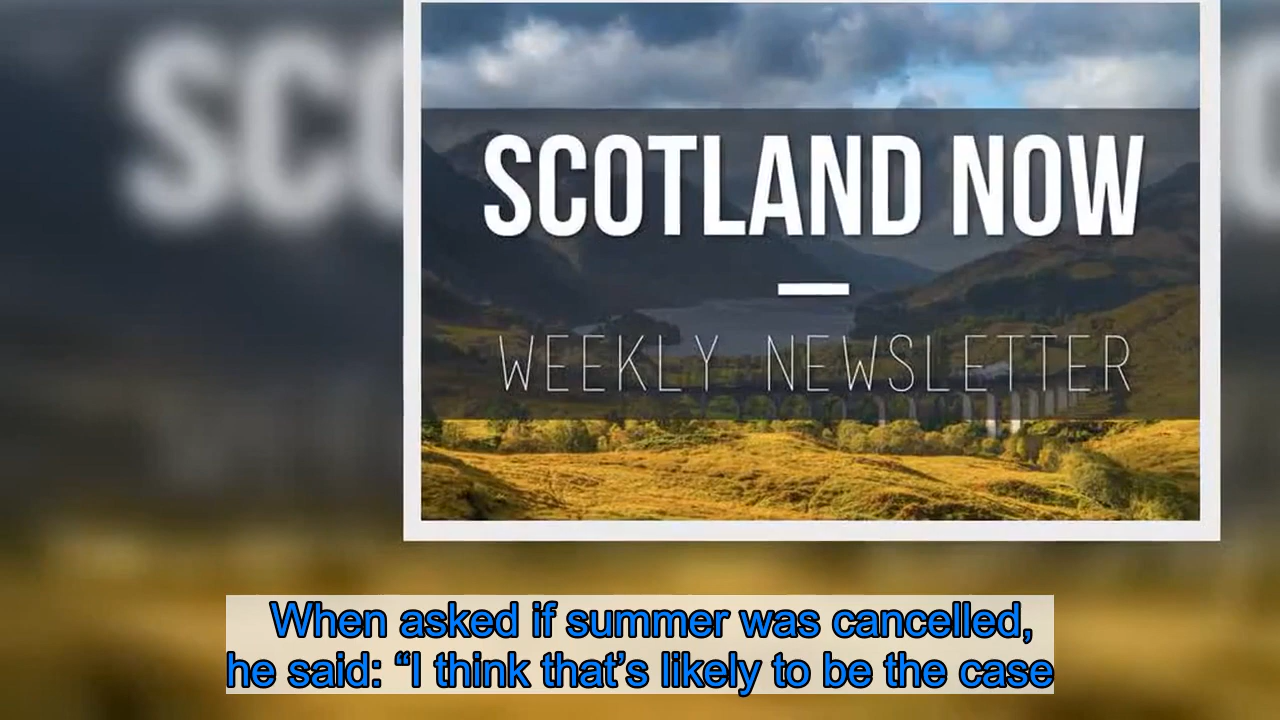 SCOTLAND NOW
WEEKLY NEWSLETTER
When asked if summer was cancelled,
he said: “I think that’s likely to be the case